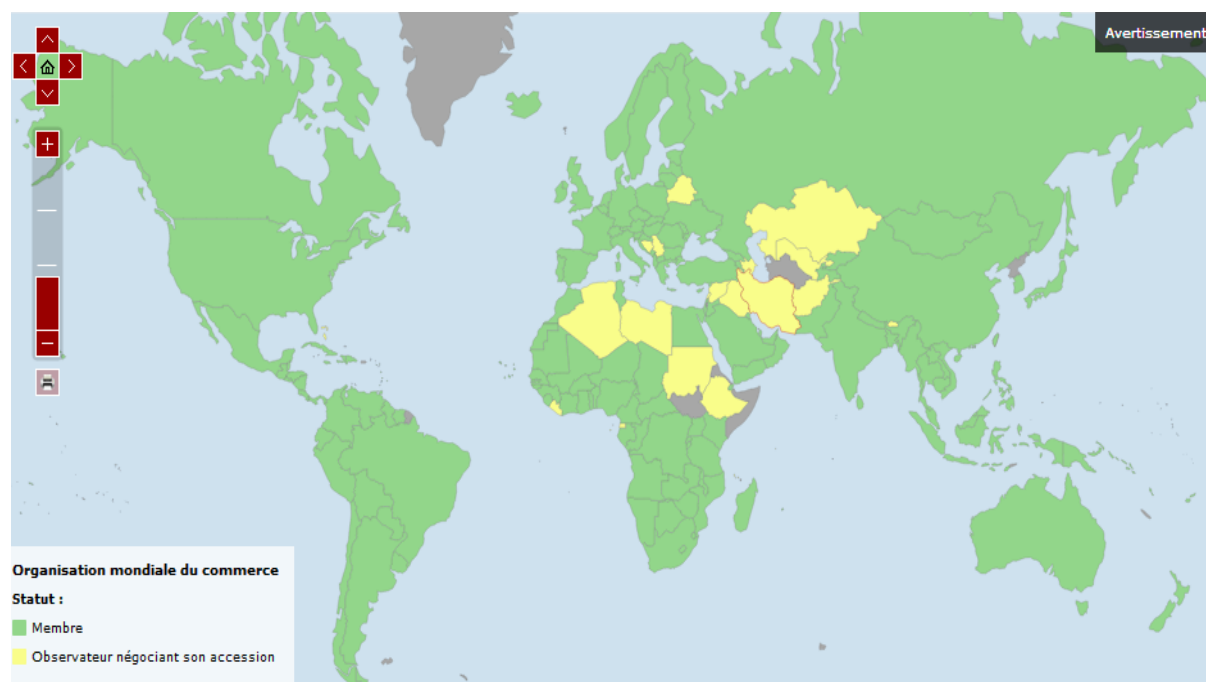 Avertissement
Organisation mondiale du commerce
Statut :
Membre
Observateur négociant son accession